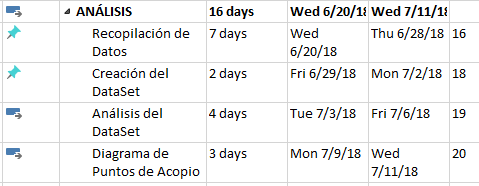 ANÁLISIS 16 days Wed 6/20/18 Wed 7/11/18
Recopilación de Datos 7 days Wed 6/20/18 Thu 6/28/18 16
Creación del DataSet 2 days Fri 6/29/18 Mon 7/2/18 18
Análisis del DataSet 4 days Tue 7/3/18 Fri 7/6/18 19
Diagrama de Puntos de Acopio 3 days Mon 7/9/18 Wed 7/11/18 20